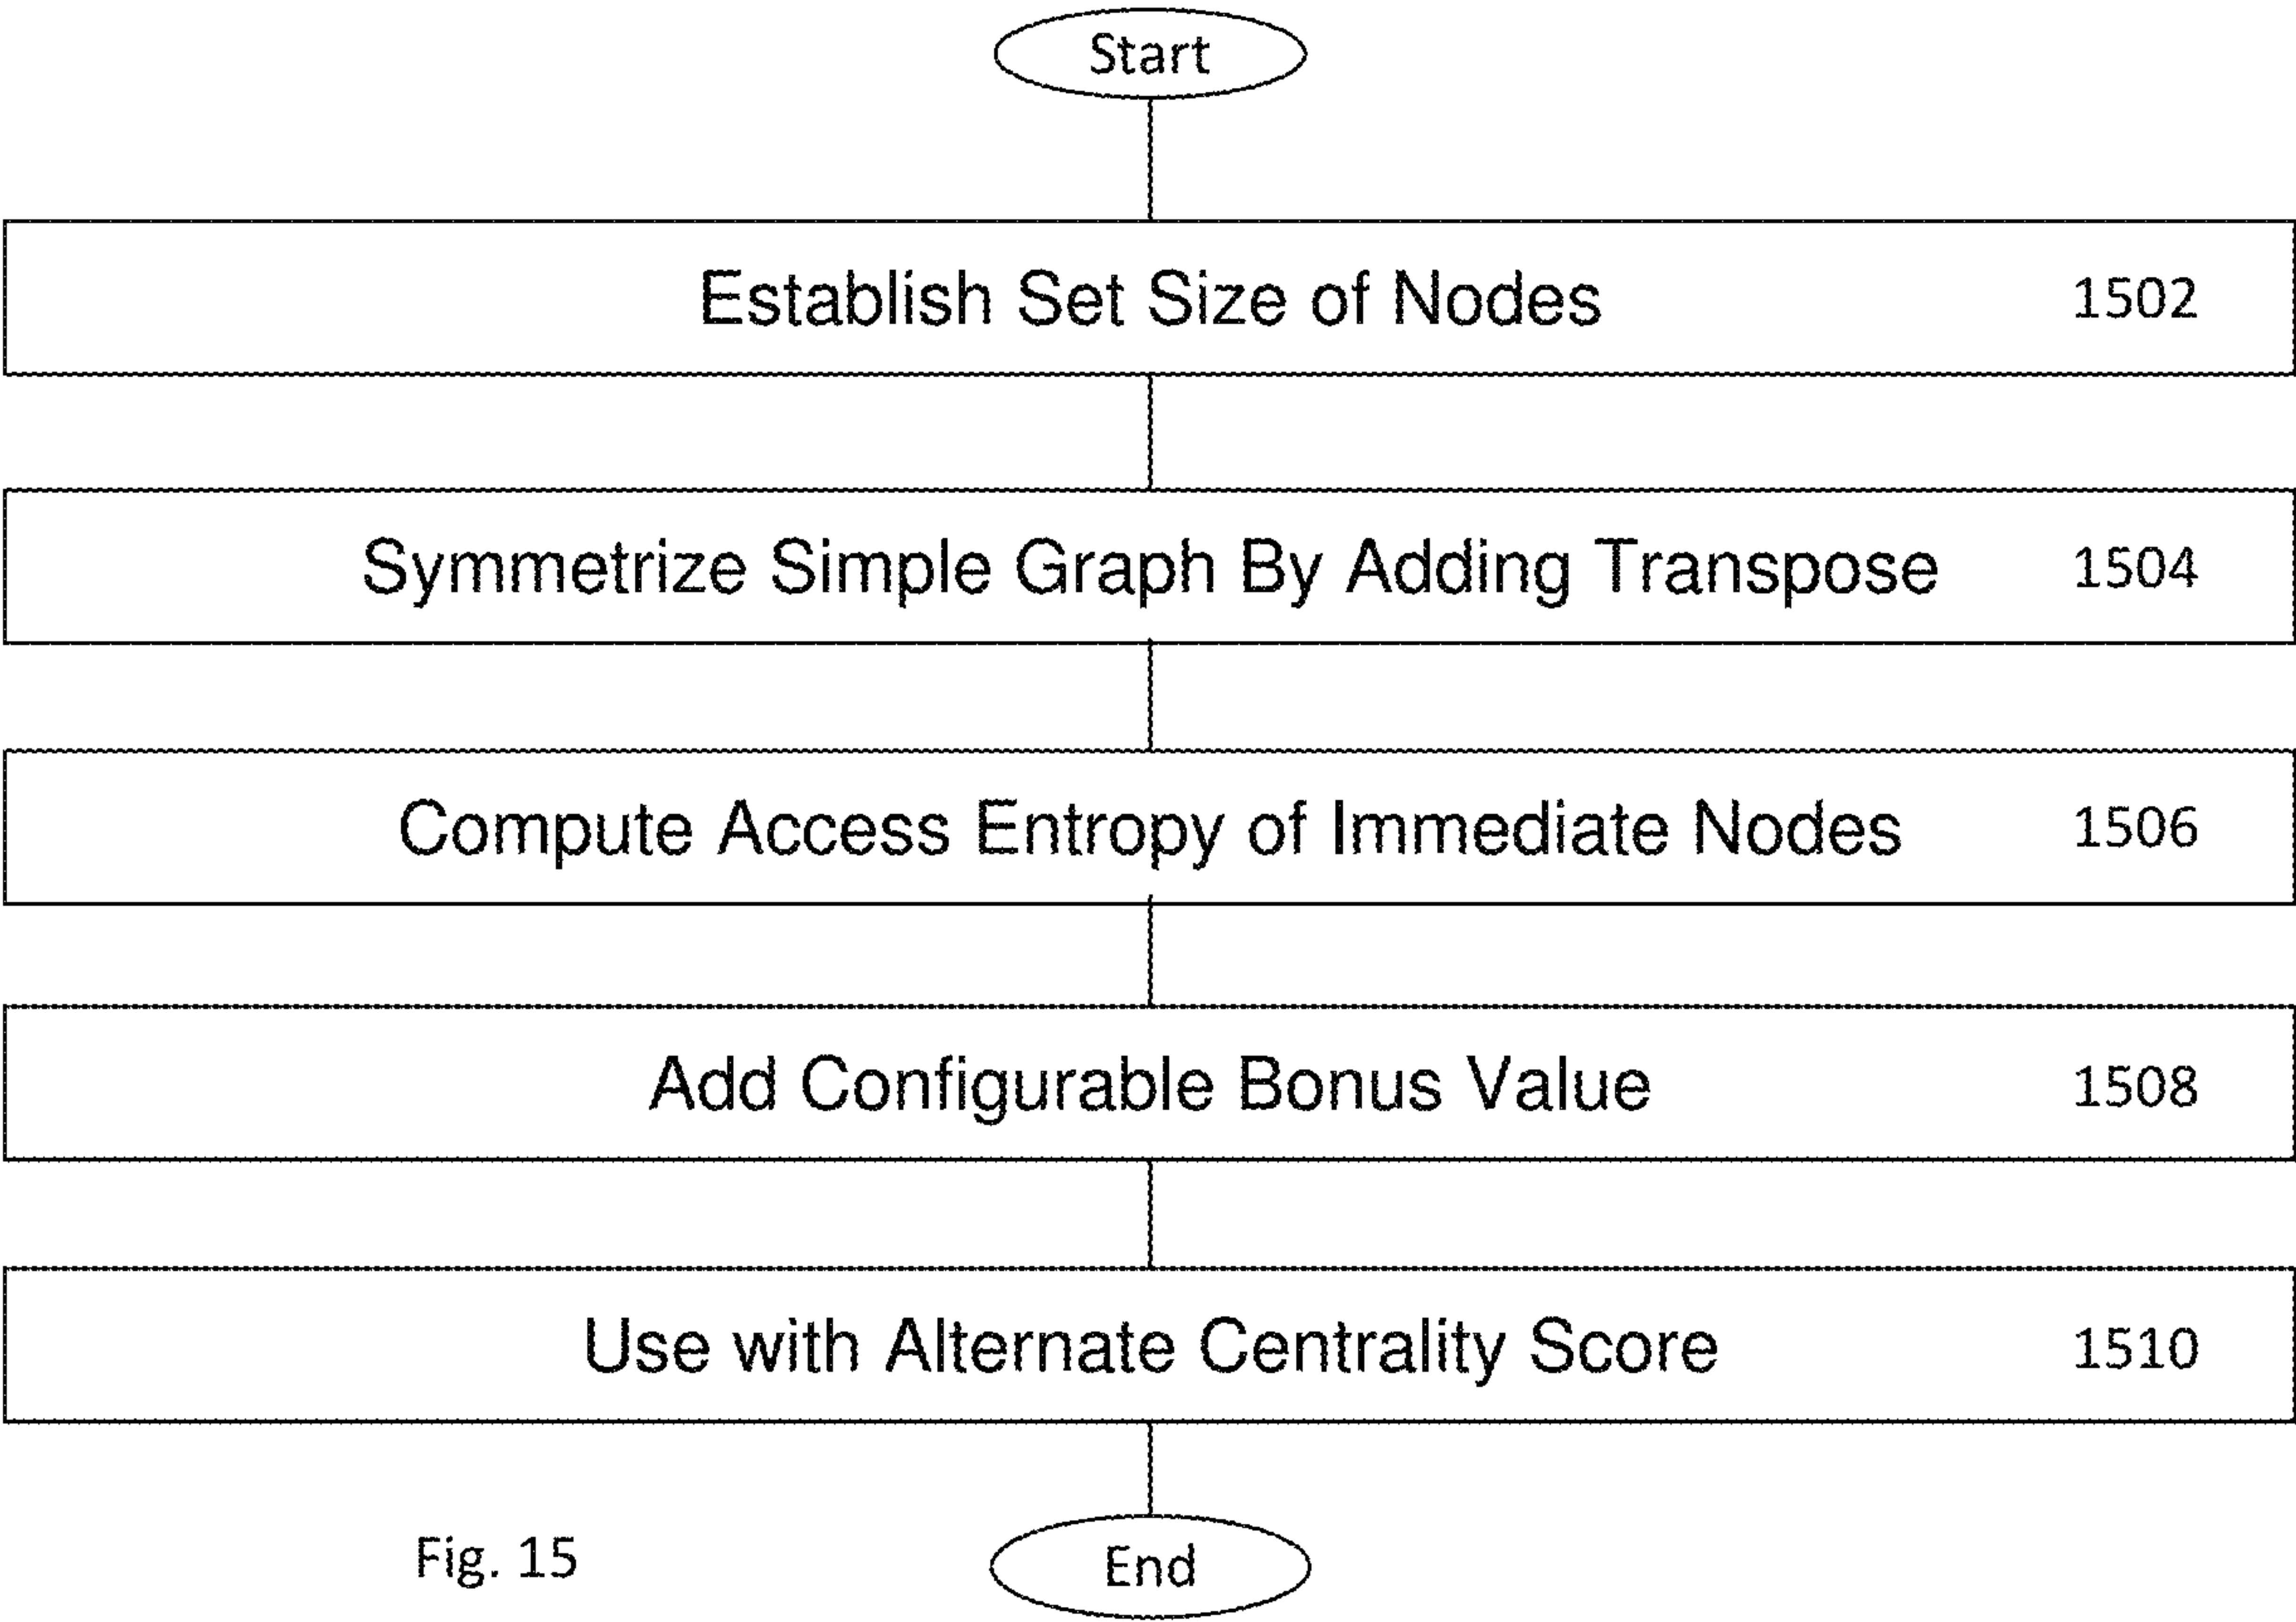 Start
Establish Set Size of Nodes 1502
Symmetrize Simple Graph By Adding Transpose 1504
Compute Access Entropy of Immediate Nodes 1506
Add Configurable Bonus Value 1508
Use with Alternate Centrality Score 1510
Fig. 15
End